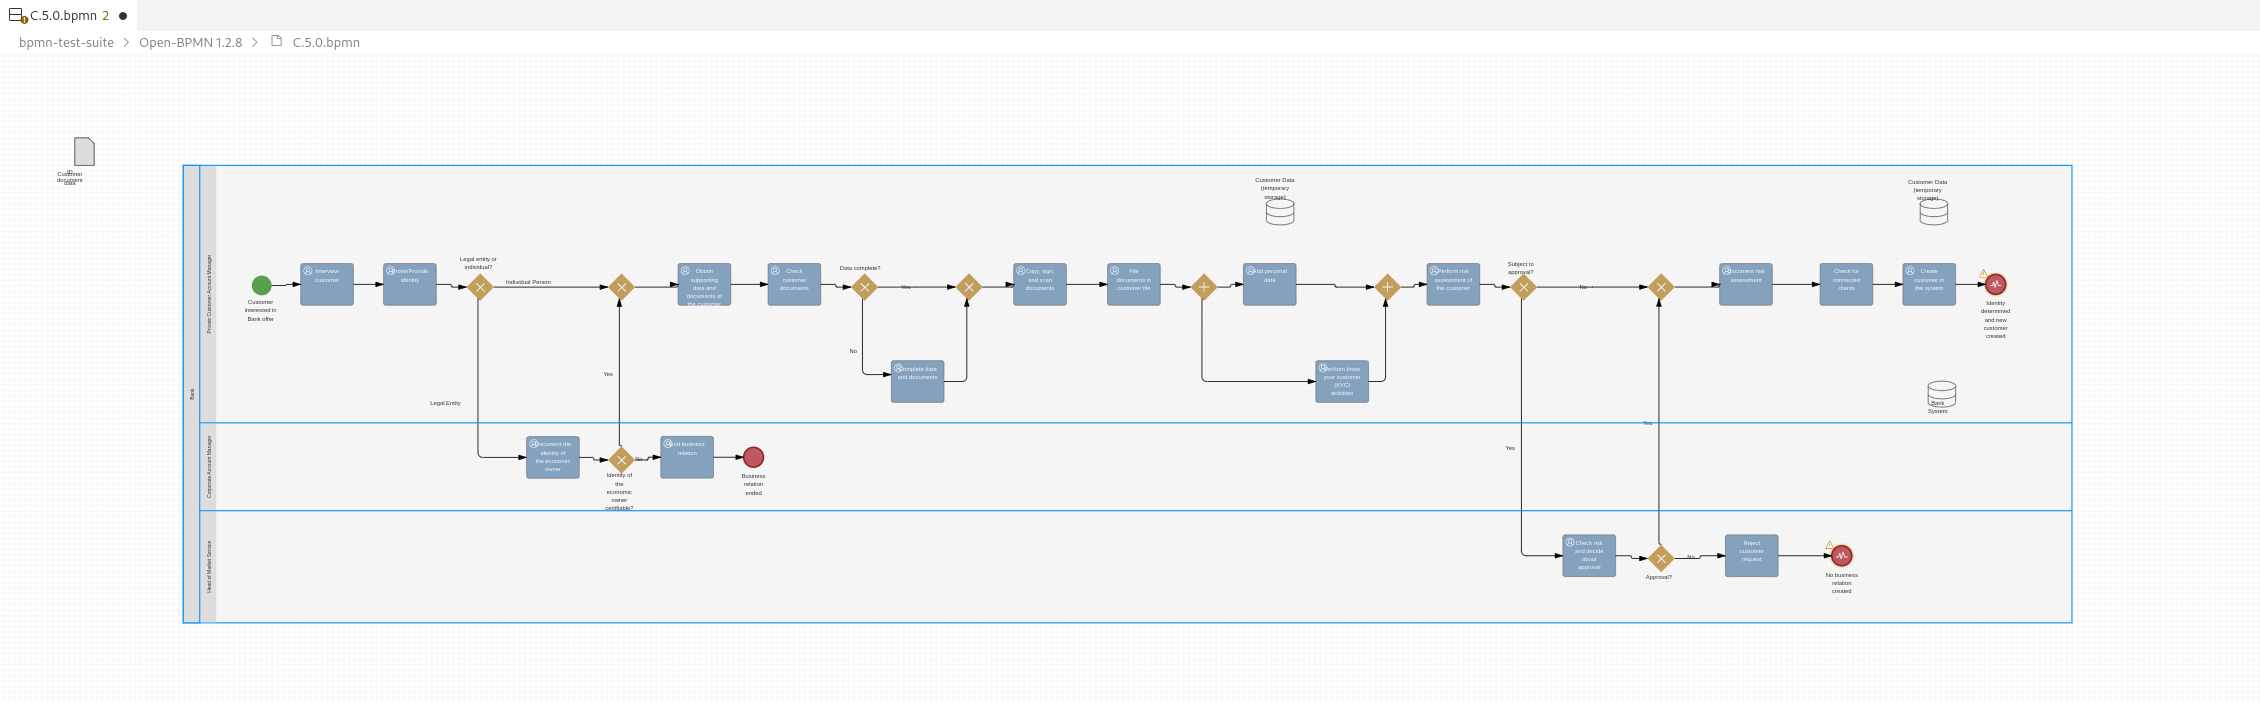 C.5.0.bpmn 2
bpmn-test-suite > Open-BPMN 1.2.8 > C.5.0.bpmn
Customer
document
data
Bank
Private Customer Account Manager
Corporate Account Manager
Head of Market Service
Customer
interested in
Bank offer
Interview
customer
rove/Provide
identity
Legal entity or
individual?
Individual Person
Legal Entity
Obtain
supporting
data and
documents of
the customer
Check
customer
documents
Data complete?
Yes
No
omplete data
and documents
Copy, sign,
and scan
documents
File
documents in
customer file
Customer Data
(temporary
storage)
dd personal
data
erform know
your customer
(KYC)
activities
Perform risk
assessment of
the customer
Subject to
approval?
No
Yes
ocument risk
assessment
Check for
connected
clients
Customer Data
(temporary
storage)
Create
customer in
the system
Identity
determined
and new
customer
created
Bank
System
Yes
ocument the
identity of
the economic
owner
Identity of
the
economic
owner
certifiable?
No
nd business
relation
Business
relation
ended
Yes
Check risk
and decide
about
approval
Approval?
No
Reject
customer
request
No business
relation
created